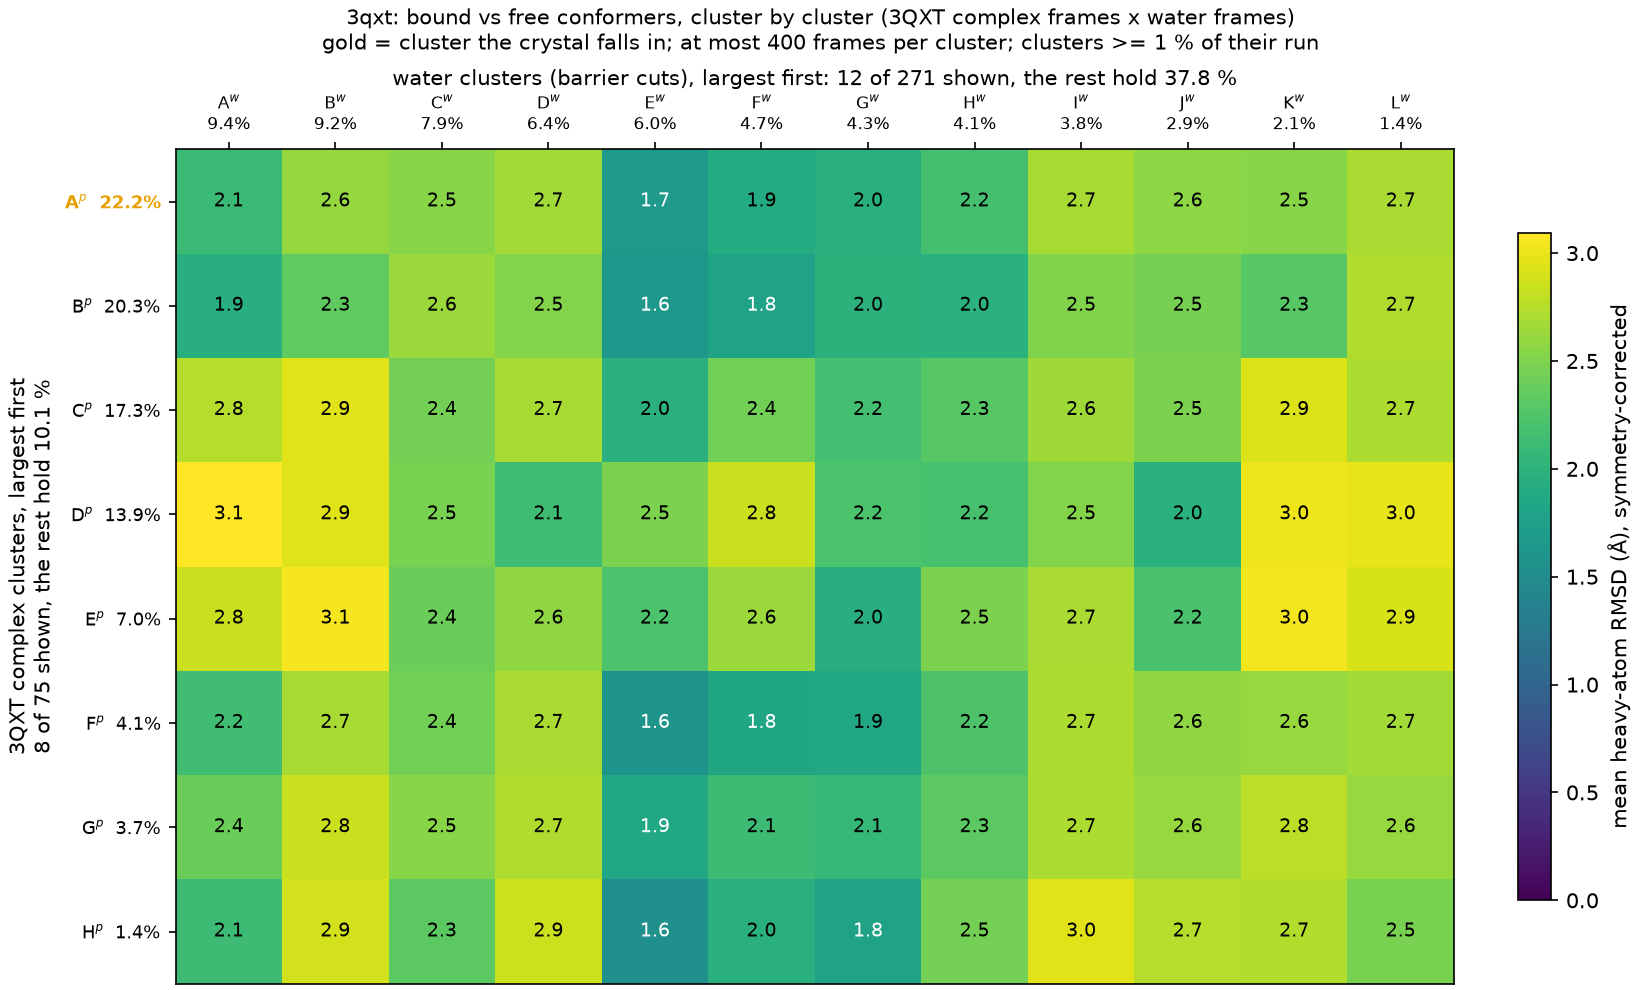 3qxt: bound vs free conformers, cluster by cluster (3QXT complex frames x water frames)
gold = cluster the crystal falls in; at most 400 frames per cluster; clusters >= 1 % of their run
water clusters (barrier cuts), largest first: 12 of 271 shown, the rest hold 37.8 %
A^w B^w C^w D^w E^w F^w G^w H^w I^w J^w K^w L^w
9.4% 9.2% 7.9% 6.4% 6.0% 4.7% 4.3% 4.1% 3.8% 2.9% 2.1% 1.4%
A^p 22.2% 2.1 2.6 2.5 2.7 1.7 1.9 2.0 2.2 2.7 2.6 2.5 2.7
B^p 20.3% 1.9 2.3 2.6 2.5 1.6 1.8 2.0 2.0 2.5 2.5 2.3 2.7
C^p 17.3% 2.8 2.9 2.4 2.7 2.0 2.4 2.2 2.3 2.6 2.5 2.9 2.7
D^p 13.9% 3.1 2.9 2.5 2.1 2.5 2.8 2.2 2.2 2.5 2.0 3.0 3.0
E^p 7.0% 2.8 3.1 2.4 2.6 2.2 2.6 2.0 2.5 2.7 2.2 3.0 2.9
F^p 4.1% 2.2 2.7 2.4 2.7 1.6 1.8 1.9 2.2 2.7 2.6 2.6 2.7
G^p 3.7% 2.4 2.8 2.5 2.7 1.9 2.1 2.1 2.3 2.7 2.6 2.8 2.6
H^p 1.4% 2.1 2.9 2.3 2.9 1.6 2.0 1.8 2.5 3.0 2.7 2.7 2.5
3QXT complex clusters, largest first
8 of 75 shown, the rest hold 10.1 %
3.0
2.5
2.0
1.5
1.0
0.5
0.0
mean heavy-atom RMSD (Å), symmetry-corrected